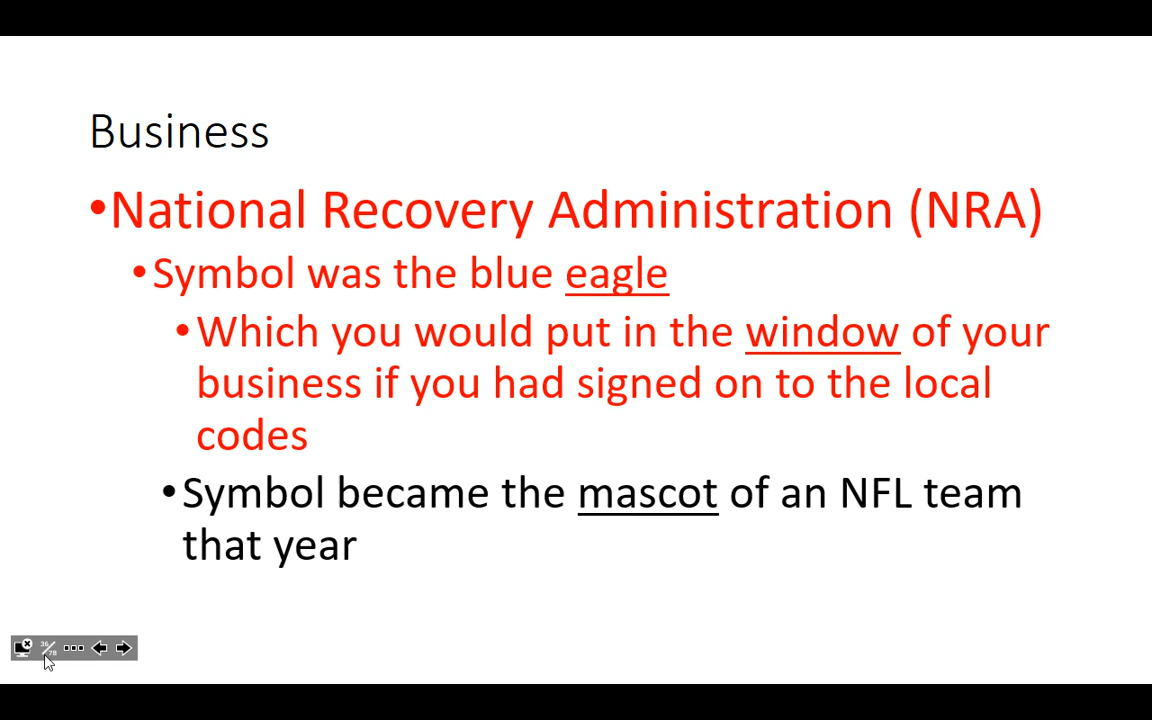 Business
•National Recovery Administration (NRA)
•Symbol was the blue eagle
•Which you would put in the window of your
business if you had signed on to the local
codes
•Symbol became the mascot of an NFL team
that year
36/78